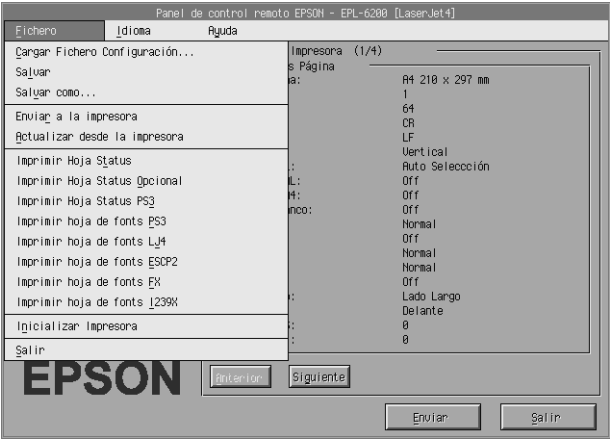 Panel de control remoto EPSON - EPL-6200 [LaserJet4]
Fichero Idioma Ayuda
Cargar Fichero Configuración...
Salvar
Salvar como...
Enviar a la impresora
Actualizar desde la impresora
Imprimir Hoja Status
Imprimir Hoja Status Opcional
Imprimir Hoja Status PS3
Imprimir hoja de fonts PS3
Imprimir hoja de fonts LJ4
Imprimir hoja de fonts ESCP2
Imprimir hoja de fonts FX
Imprimir hoja de fonts I239X
Inicializar Impresora
Salir
Impresora (1/4)
s Página
a: A4 210 x 297 mm
1
64
CR
LF
Vertical
: Auto Seleccción
L: Off
4: Off
nco: Off
Normal
Off
Normal
Normal
Off
: Lado Largo
Delante
: 0
: 0
EPSON
Anterior Siguiente
Enviar Salir